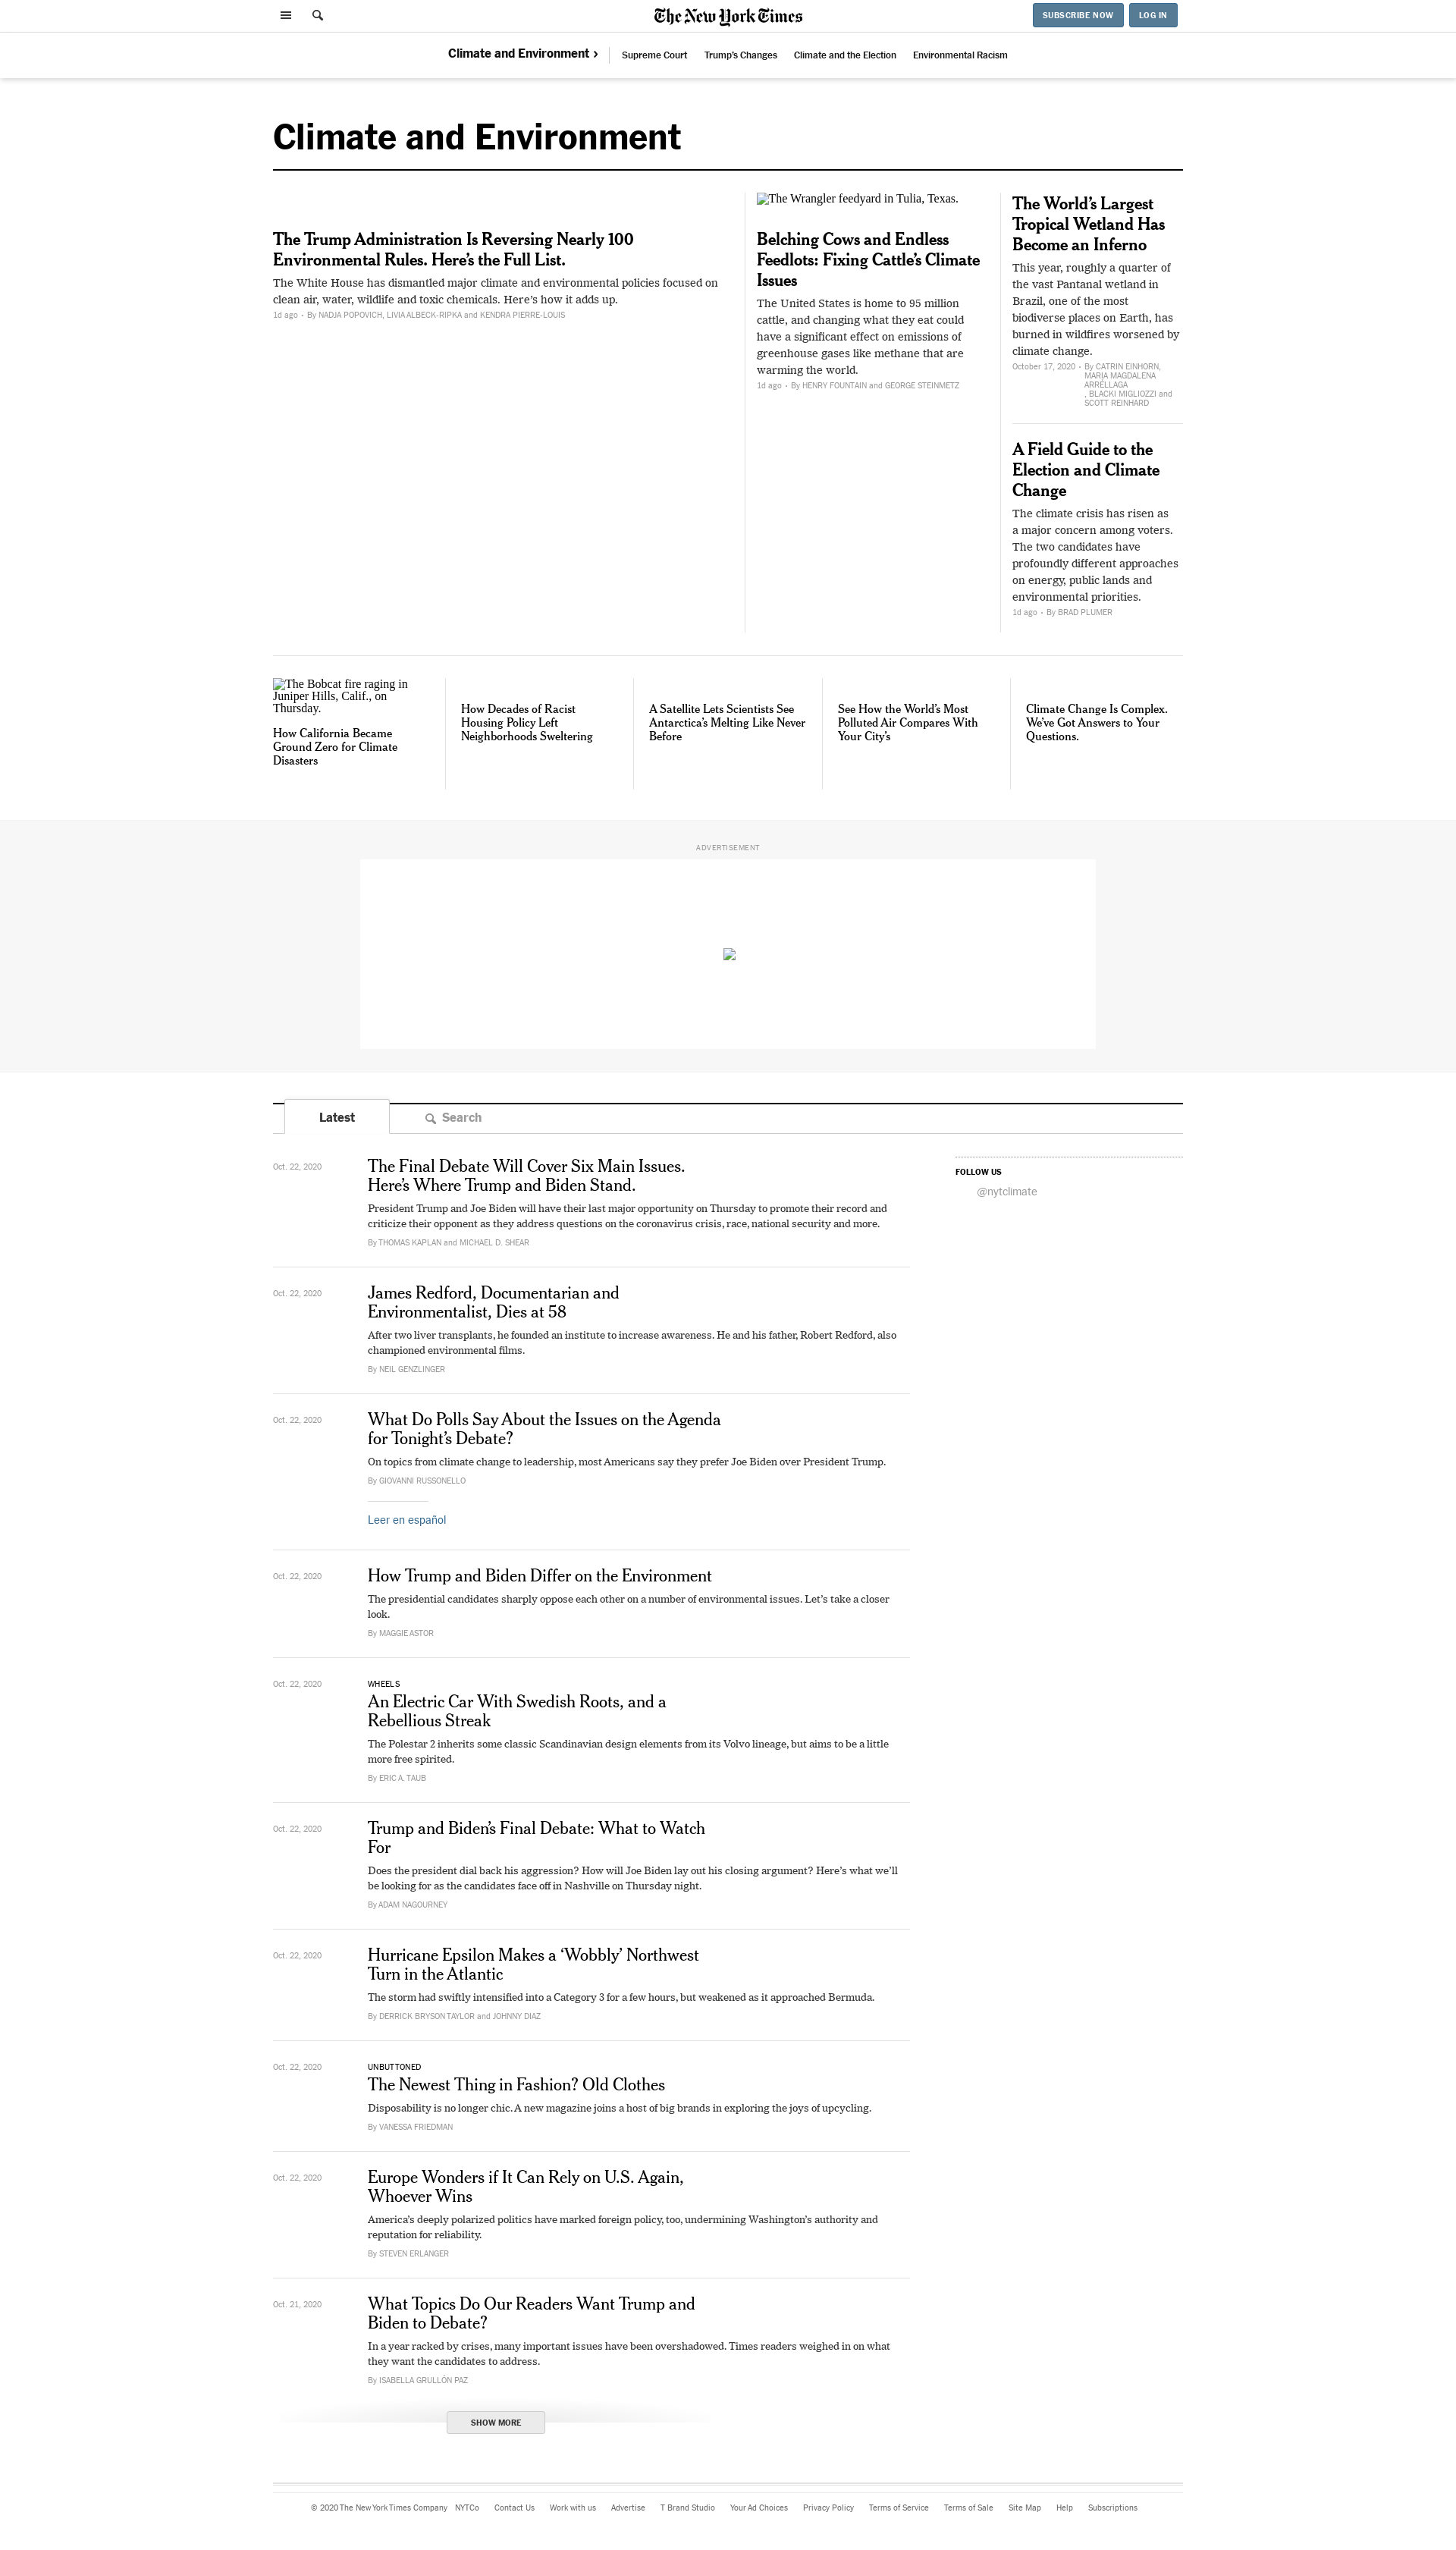 The New York Times
SUBSCRIBE NOW
LOG IN
Climate and Environment ›
Supreme Court
Trump's Changes
Climate and the Election
Environmental Racism
Climate and Environment
The Trump Administration Is Reversing Nearly 100
Environmental Rules. Here's the Full List.
The White House has dismantled major climate and environmental policies focused on
clean air, water, wildlife and toxic chemicals. Here's how it adds up.
1d ago • By NADJA POPOVICH, LIVIA ALBECK-RIPKA and KENDRA PIERRE-LOUIS
The Wrangler feedyard in Tulia, Texas.
Belching Cows and Endless
Feedlots: Fixing Cattle's Climate
Issues
The United States is home to 95 million
cattle, and changing what they eat could
have a significant effect on emissions of
greenhouse gases like methane that are
warming the world.
1d ago • By HENRY FOUNTAIN and GEORGE STEINMETZ
The World's Largest
Tropical Wetland Has
Become an Inferno
This year, roughly a quarter of
the vast Pantanal wetland in
Brazil, one of the most
biodiverse places on Earth, has
burned in wildfires worsened by
climate change.
October 17, 2020 • By CATRIN EINHORN,
MARIA MAGDALENA
ARRÉLLAGA
, BLACKI MIGLIOZZI and
SCOTT REINHARD
A Field Guide to the
Election and Climate
Change
The climate crisis has risen as
a major concern among voters.
The two candidates have
profoundly different approaches
on energy, public lands and
environmental priorities.
1d ago • By BRAD PLUMER
The Bobcat fire raging in
Juniper Hills, Calif., on
Thursday.
How California Became
Ground Zero for Climate
Disasters
How Decades of Racist
Housing Policy Left
Neighborhoods Sweltering
A Satellite Lets Scientists See
Antarctica's Melting Like Never
Before
See How the World's Most
Polluted Air Compares With
Your City's
Climate Change Is Complex.
We've Got Answers to Your
Questions.
ADVERTISEMENT
Latest
Search
Oct. 22, 2020
The Final Debate Will Cover Six Main Issues.
Here's Where Trump and Biden Stand.
President Trump and Joe Biden will have their last major opportunity on Thursday to promote their record and
criticize their opponent as they address questions on the coronavirus crisis, race, national security and more.
By THOMAS KAPLAN and MICHAEL D. SHEAR
FOLLOW US
@nytclimate
Oct. 22, 2020
James Redford, Documentarian and
Environmentalist, Dies at 58
After two liver transplants, he founded an institute to increase awareness. He and his father, Robert Redford, also
championed environmental films.
By NEIL GENZLINGER
Oct. 22, 2020
What Do Polls Say About the Issues on the Agenda
for Tonight's Debate?
On topics from climate change to leadership, most Americans say they prefer Joe Biden over President Trump.
By GIOVANNI RUSSONELLO
Leer en español
Oct. 22, 2020
How Trump and Biden Differ on the Environment
The presidential candidates sharply oppose each other on a number of environmental issues. Let's take a closer
look.
By MAGGIE ASTOR
Oct. 22, 2020
WHEELS
An Electric Car With Swedish Roots, and a
Rebellious Streak
The Polestar 2 inherits some classic Scandinavian design elements from its Volvo lineage, but aims to be a little
more free spirited.
By ERIC A. TAUB
Oct. 22, 2020
Trump and Biden's Final Debate: What to Watch
For
Does the president dial back his aggression? How will Joe Biden lay out his closing argument? Here's what we'll
be looking for as the candidates face off in Nashville on Thursday night.
By ADAM NAGOURNEY
Oct. 22, 2020
Hurricane Epsilon Makes a 'Wobbly' Northwest
Turn in the Atlantic
The storm had swiftly intensified into a Category 3 for a few hours, but weakened as it approached Bermuda.
By DERRICK BRYSON TAYLOR and JOHNNY DIAZ
Oct. 22, 2020
UNBUTTONED
The Newest Thing in Fashion? Old Clothes
Disposability is no longer chic. A new magazine joins a host of big brands in exploring the joys of upcycling.
By VANESSA FRIEDMAN
Oct. 22, 2020
Europe Wonders if It Can Rely on U.S. Again,
Whoever Wins
America's deeply polarized politics have marked foreign policy, too, undermining Washington's authority and
reputation for reliability.
By STEVEN ERLANGER
Oct. 21, 2020
What Topics Do Our Readers Want Trump and
Biden to Debate?
In a year racked by crises, many important issues have been overshadowed. Times readers weighed in on what
they want the candidates to address.
By ISABELLA GRULLÓN PAZ
SHOW MORE
© 2020 The New York Times Company
NYTCo
Contact Us
Work with us
Advertise
T Brand Studio
Your Ad Choices
Privacy Policy
Terms of Service
Terms of Sale
Site Map
Help
Subscriptions